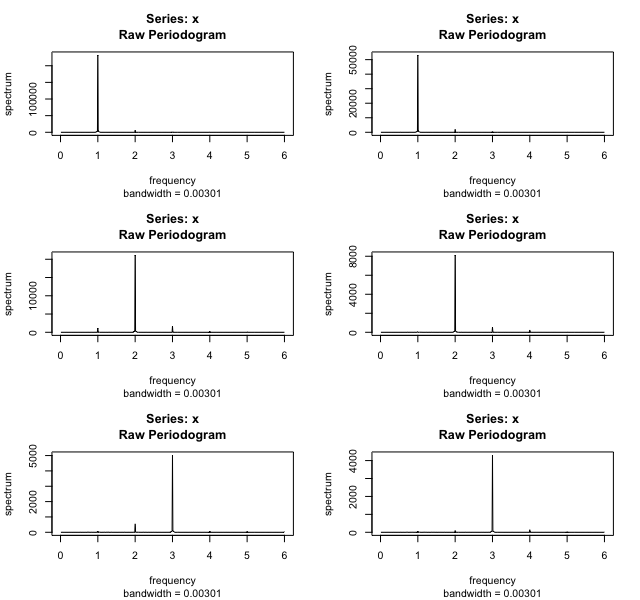 Series: x
Raw Periodogram
spectrum
0 100000
0 1 2 3 4 5 6
frequency
bandwidth = 0.00301
Series: x
Raw Periodogram
spectrum
0 20000 50000
0 1 2 3 4 5 6
frequency
bandwidth = 0.00301
Series: x
Raw Periodogram
spectrum
0 10000
0 1 2 3 4 5 6
frequency
bandwidth = 0.00301
Series: x
Raw Periodogram
spectrum
0 4000 8000
0 1 2 3 4 5 6
frequency
bandwidth = 0.00301
Series: x
Raw Periodogram
spectrum
0 2000 5000
0 1 2 3 4 5 6
frequency
bandwidth = 0.00301
Series: x
Raw Periodogram
spectrum
0 2000 4000
0 1 2 3 4 5 6
frequency
bandwidth = 0.00301